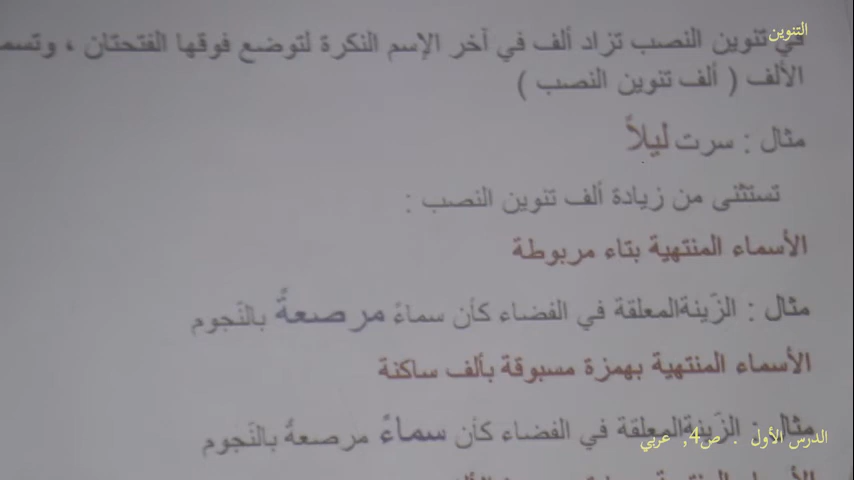 التنوين
في تنوين النصب تزاد ألف في آخر الإسم النكرة لتوضع فوقها الفتحتان ، وتسم
الألف ( ألف تنوين النصب )
مثال : سرت ليلاً
تستثنى من زيادة ألف تنوين النصب :
الأسماء المنتهية بتاء مربوطة
مثال : الزَينةالمعلقة في الفضاء كأن سماءً مرصعةً بالنَجوم
الأسماء المنتهية بهمزة مسبوقة بألف ساكنة
مثال : الزَينةالمعلقة في الفضاء كأن سماءً مرصعةً بالنَجوم
الدرس الأول . ص4, عربي